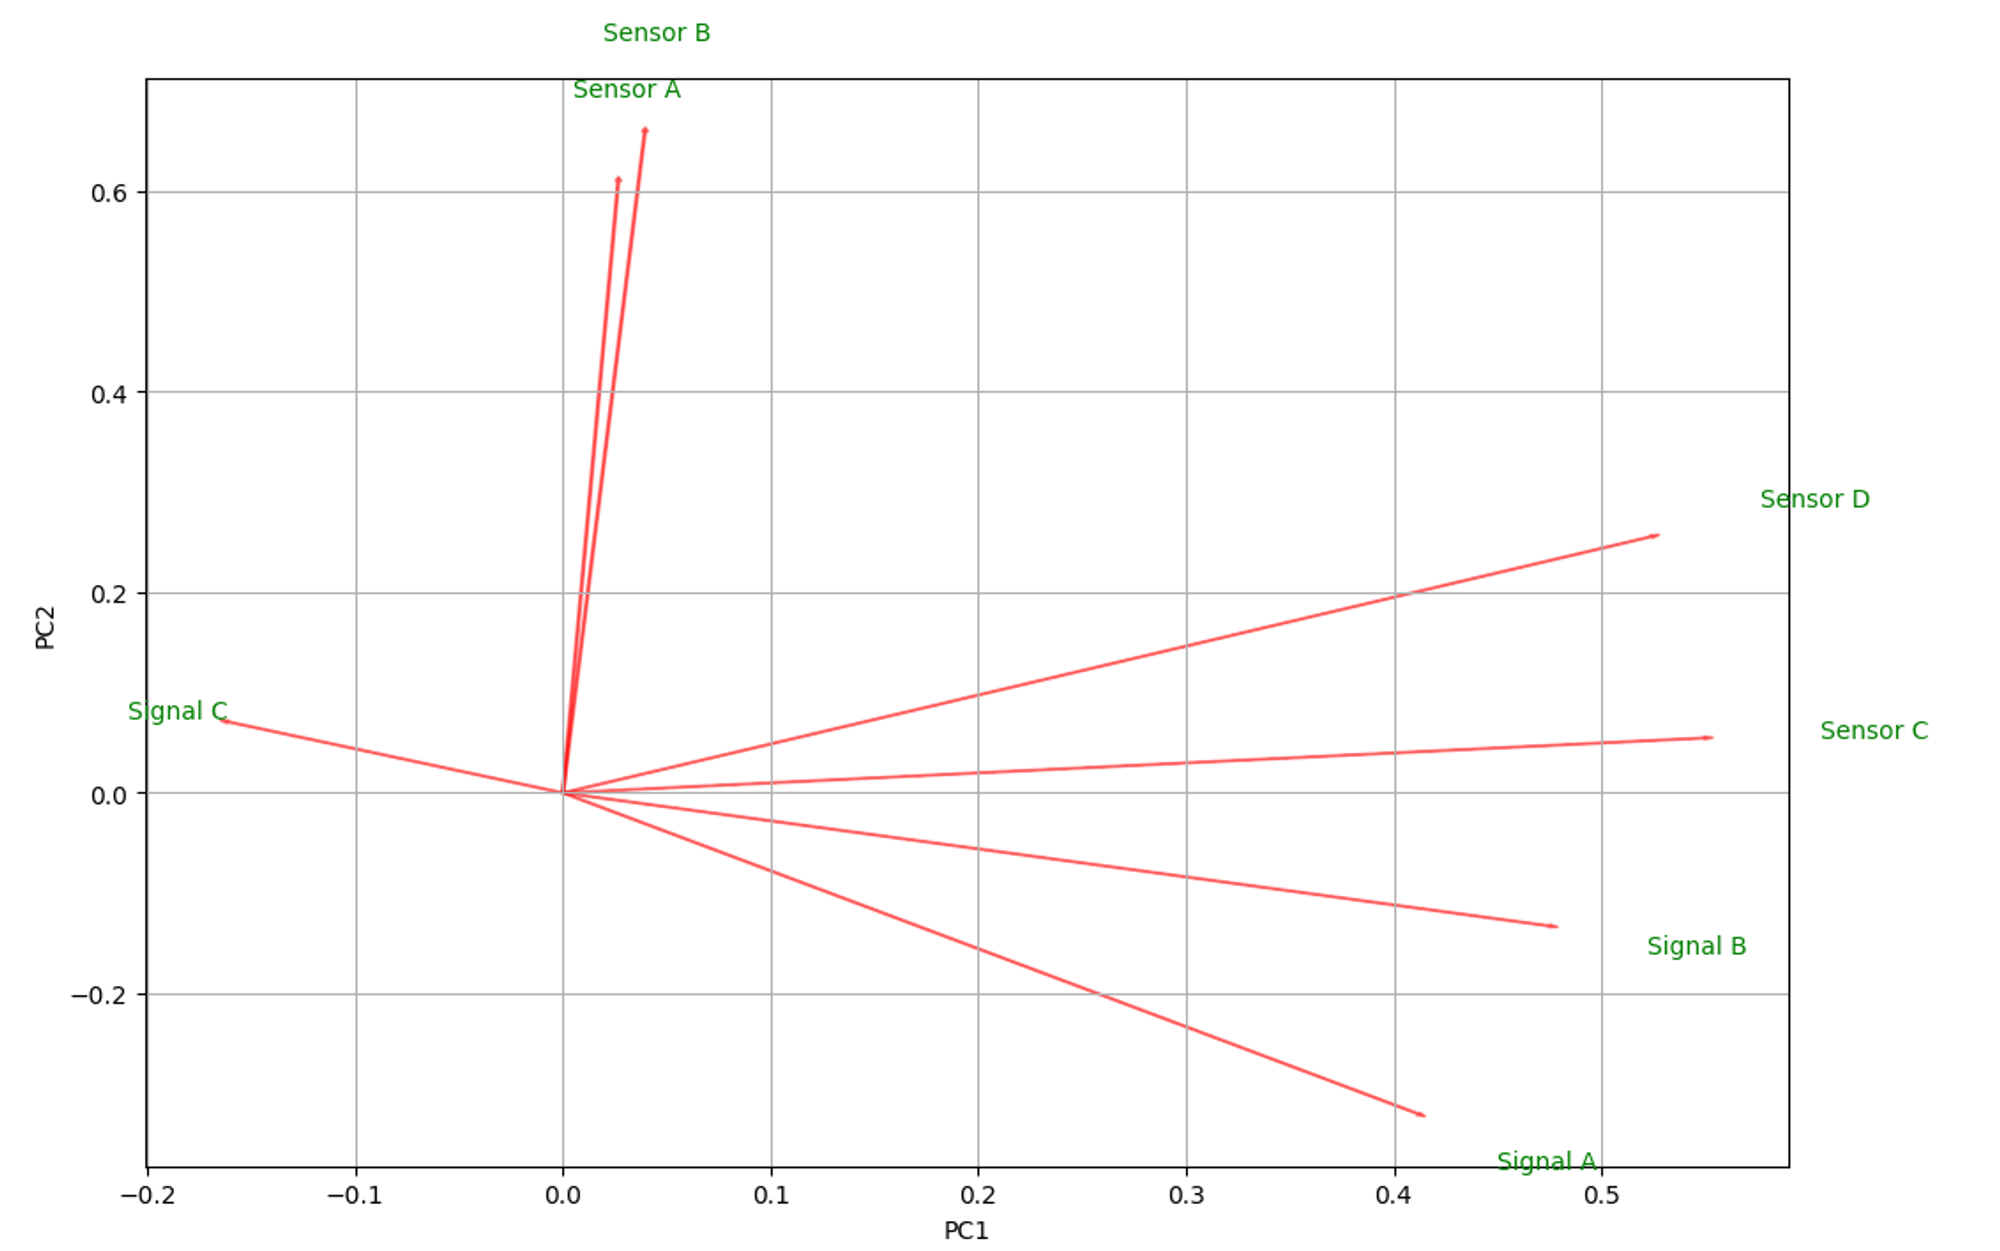 Sensor B
Sensor A
0.6
0.4
Sensor D
0.2
PC2
Signal C
Sensor C
0.0
Signal B
−0.2
Signal A
−0.2 −0.1 0.0 0.1 0.2 0.3 0.4 0.5
PC1